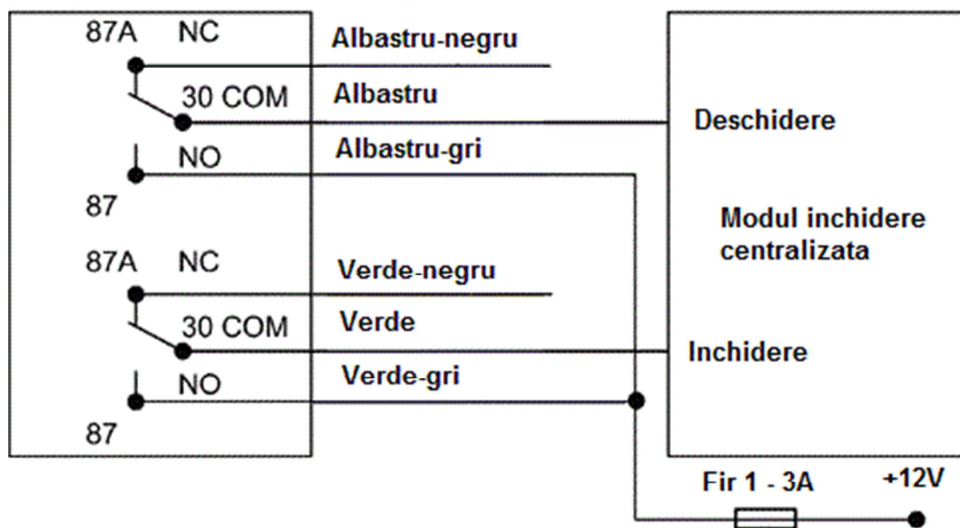 87A NC
Albastru-negru
30 COM
Albastru
Deschidere
NO
Albastru-gri
87
Modul inchidere
centralizata
87A NC
Verde-negru
30 COM
Verde
Inchidere
NO
Verde-gri
87
Fir 1 - 3A
+12V